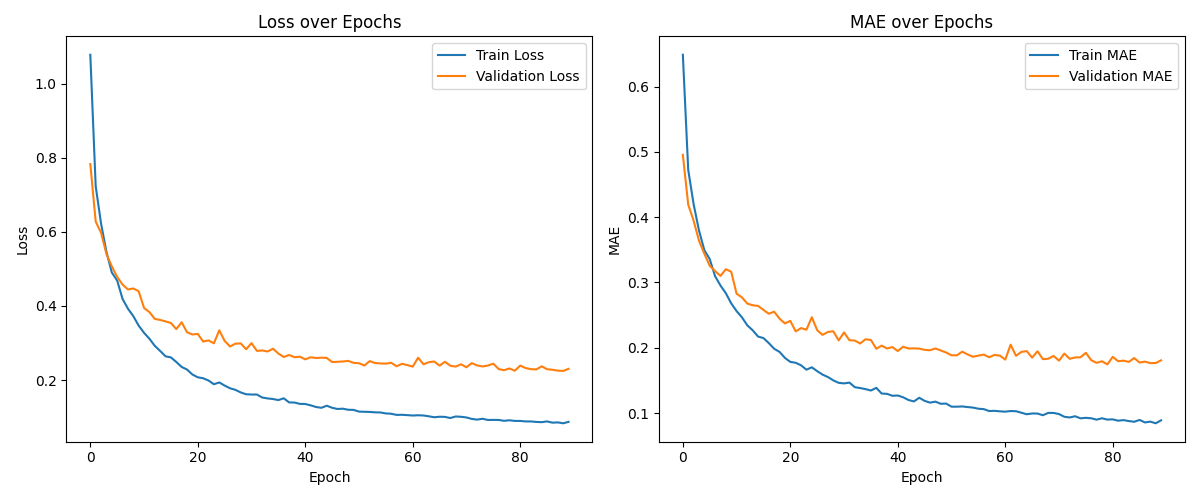 Loss over Epochs
Train Loss
Validation Loss
1.0
0.8
0.6
0.4
0.2
Loss
0
20
40
60
80
Epoch
MAE over Epochs
Train MAE
Validation MAE
0.6
0.5
0.4
0.3
0.2
0.1
MAE
0
20
40
60
80
Epoch